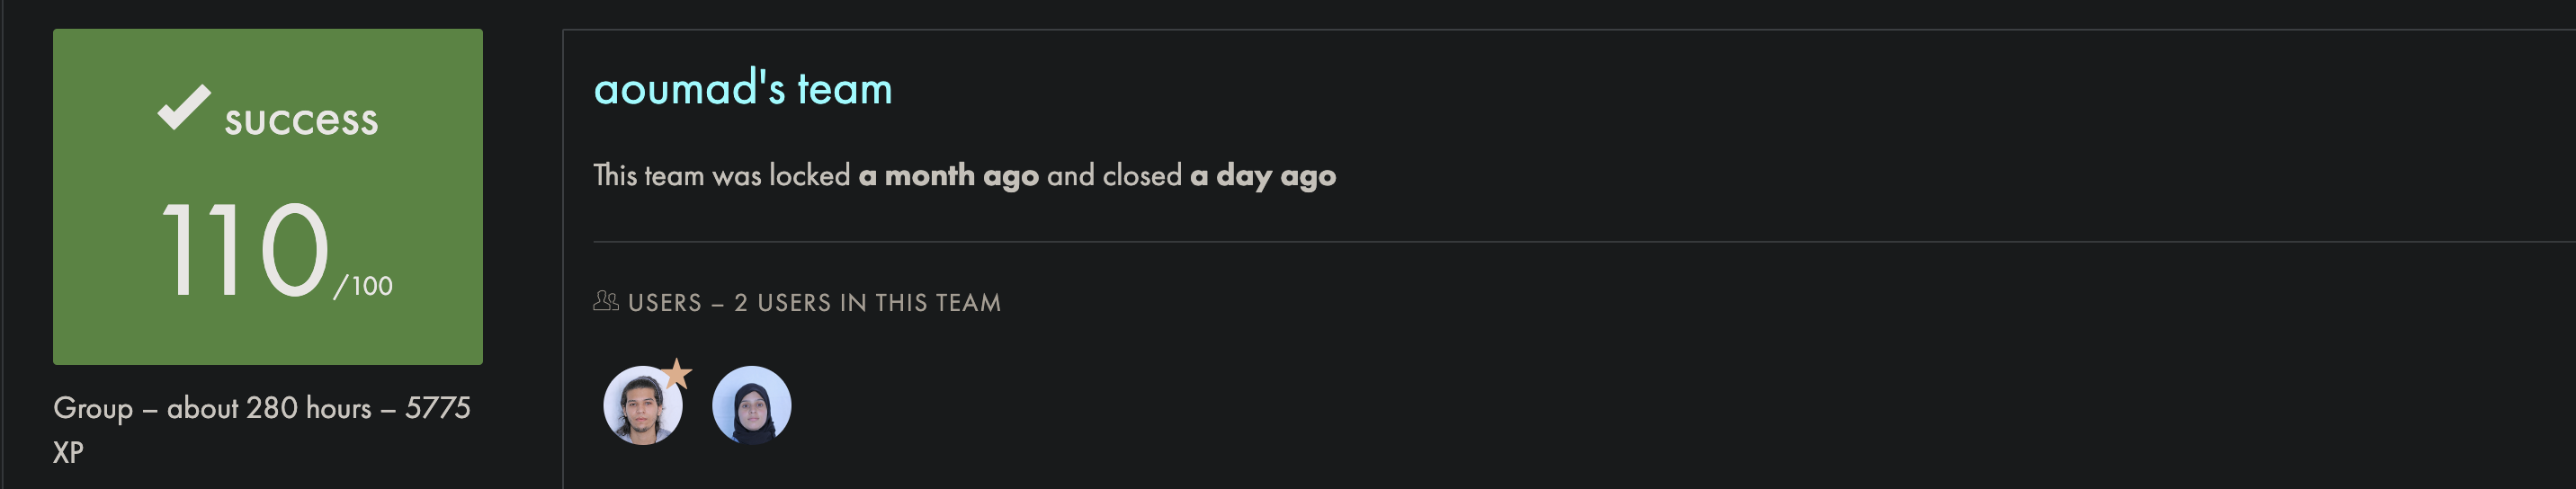 success
110/100
Group – about 280 hours – 5775
XP
aoumad's team
This team was locked a month ago and closed a day ago
USERS – 2 USERS IN THIS TEAM